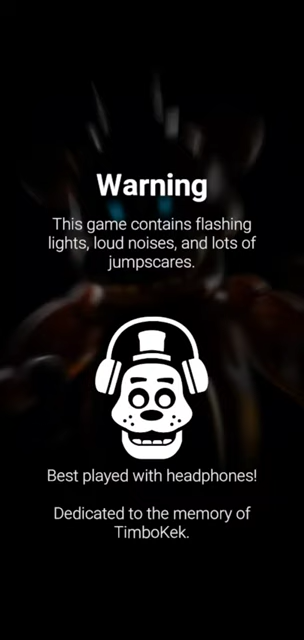 Warning
This game contains flashing
lights, loud noises, and lots of
jumpscares.
Best played with headphones!
Dedicated to the memory of
TimboKek.